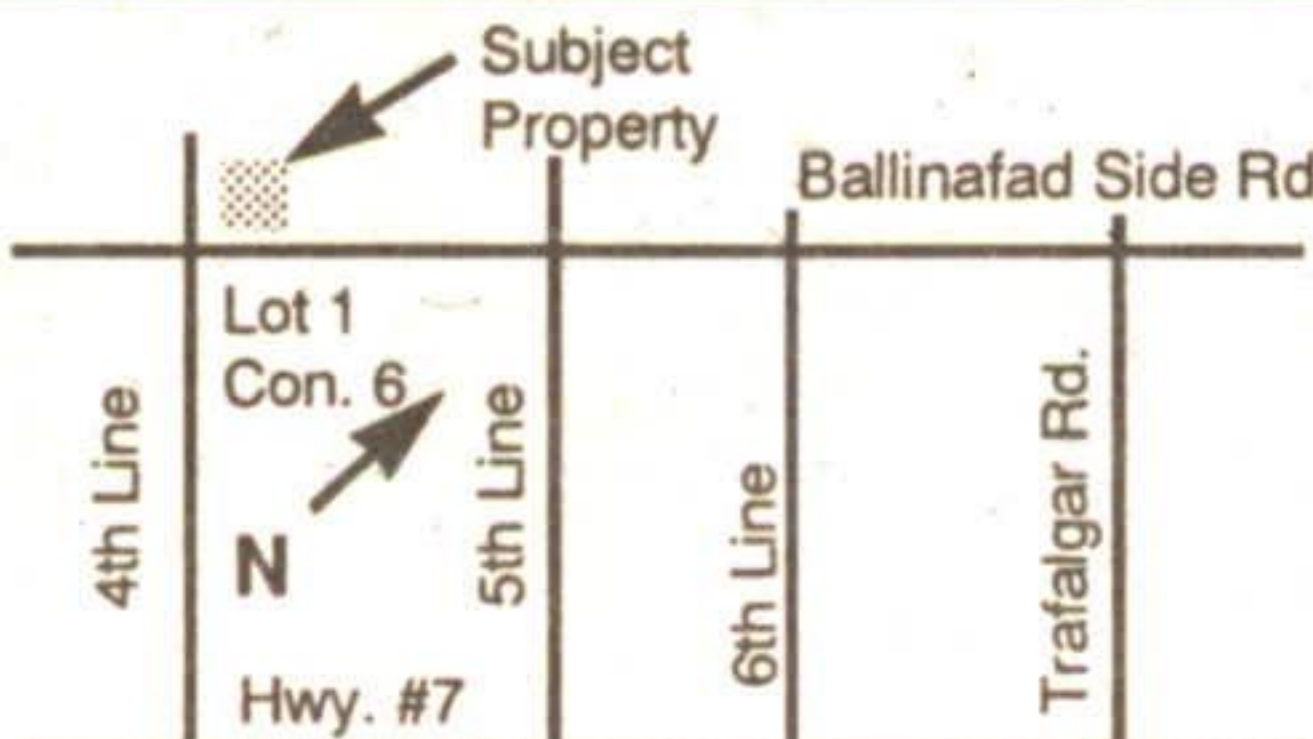 Subject
Property
Ballinafad Side Rd
Lot 1
Con. 6
4th Line
N
5th Line
6th Line
Trafalgar Rd.
Hwy. #7